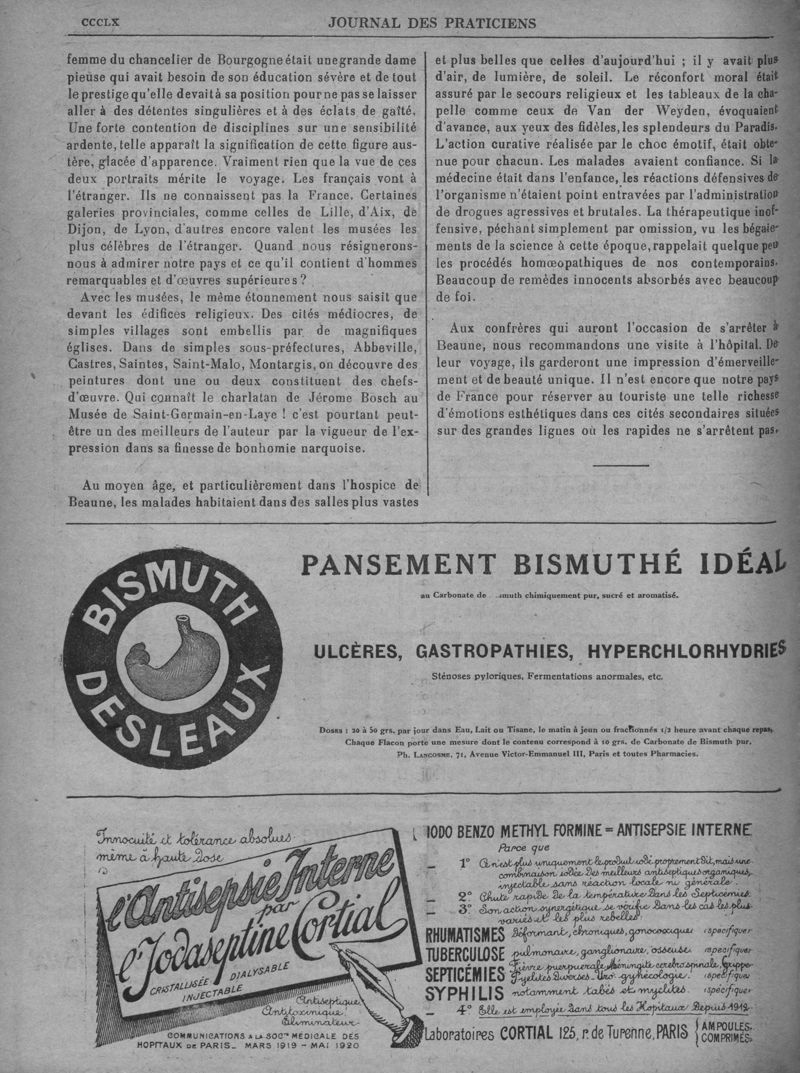 CCCLX
JOURNAL DES PRATICIENS
femme du chancelier de Bourgogne était une grande dame
pieuse qui avait besoin de son éducation sévère et de tout
le prestige qu'elle devait à sa position pour ne pas se laisser
aller à des détentes singulières et à des éclats de gaîté.
Une forte contention de disciplines sur une sensibilité
ardente, telle apparaît la signification de cette figure aus-
tère, glacée d'apparence. Vraiment rien que la vue de ces
deux portraits mérite le voyage. Les français vont à
l'étranger. Ils ne connaissent pas la France. Certaines
galeries provinciales, comme celles de Lille, d'Aix, de
Dijon, de Lyon, d'autres encore valent les musées les
plus célèbres de l'étranger. Quand nous résignerons-
nous à admirer notre pays et ce qu'il contient d'hommes
remarquables et d'œuvres supérieures ?
Avec les musées, le même étonnement nous saisit que
devant les édifices religieux. Des cités médiocres, de
simples villages sont embellis par de magnifiques
églises. Dans de simples sous-préfectures, Abbeville,
Castres, Saintes, Saint-Malo, Montargis, on découvre des
peintures dont une ou deux constituent des chefs-
d'œuvre. Qui connaît le charlatan de Jérome Bosch au
Musée de Saint-Germain-en-Laye ! c'est pourtant peut-
être un des meilleurs de l'auteur par la vigueur de l'ex-
pression dans sa finesse de bonhomie narquoise.
Au moyen âge, et particulièrement dans l'hospice de
Beaune, les malades habitaient dans des salles plus vastes
et plus belles que celles d'aujourd'hui ; il y avait plus
d'air, de lumière, de soleil. Le réconfort moral était
assuré par le secours religieux et les tableaux de la cha-
pelle comme ceux de Van der Weyden, évoquaient
d'avance, aux yeux des fidèles, les splendeurs du Paradis.
L'action curative réalisée par le choc émotif, était obte-
nue pour chacun. Les malades avaient confiance. Si la
médecine était dans l'enfance, les réactions défensives de
l'organisme n'étaient point entravées par l'administration
de drogues agressives et brutales. La thérapeutique inof-
fensive, péchant simplement par omission, vu les bégaie-
ments de la science à cette époque, rappelait quelque peu
les procédés homœopathiques de nos contemporains.
Beaucoup de remèdes innocents absorbés avec beaucoup
de foi.
Aux confrères qui auront l'occasion de s'arrêter à
Beaune, nous recommandons une visite à l'hôpital. De
leur voyage, ils garderont une impression d'émerveille-
ment et de beauté unique. Il n'est encore que notre pays
de France pour réserver au touriste une telle richesse
d'émotions esthétiques dans ces cités secondaires situées
sur des grandes lignes où les rapides ne s'arrêtent pas.
BISMUTH
DESLEAUX
PANSEMENT BISMUTHÉ IDÉAL
au Carbonate de muth chimiquement pur, sucré et aromatisé.
ULCÈRES, GASTROPATHIES, HYPERCHLORHYDRIES
Sténoses pyloriques, Fermentations anormales, etc.
DOSES : 20 à 50 grs. par jour dans Eau, Lait ou Tisane, le matin à jeun ou fractionnés 1/2 heure avant chaque repas,
Chaque Flacon porte une mesure dont le contenu correspond à 10 grs. de Carbonate de Bismuth pur.
Ph. LANCOSME, 71, Avenue Victor-Emmanuel III, Paris et toutes Pharmacies.
Innocuité et tolérance absolues
même à haute dose
l'Antisepsie Interne
par
l'Iodaseptine Cortial
CRISTALLISÉE DIALYSABLE
INJECTABLE
Antiseptique
Antitoxinique
Éliminateur
COMMUNICATIONS A LA SOC^TE MÉDICALE DES
HOPITAUX DE PARIS_ MARS 1919 - MAI 1920
IODO BENZO METHYL FORMINE = ANTISEPSIE INTERNE
Parce que
1° Ce n'est plus uniquement le produit iodé proprement dit, mais une
combinaison iodée des meilleurs antiseptiques organiques,
injectable sans réaction locale ni générale.
2° Chute rapide de la température dans les Septicémies.
3° Son action synergétique se vérifie dans les cas les plus
variés et les plus rebelles.
RHUMATISMES déformant, chroniques, gonococcique (spécifique)
TUBERCULOSE pulmonaire, ganglionaire, osseuse (spécifique)
SEPTICÉMIES Fièvre puerpuerale, Méningite cérébrospinale, Grippe
Pyélites diverses. Uro-gynécologie. (spécifique)
SYPHILIS notamment tabès et myélites (spécifique)
4° Elle est employée dans tous les Hopitaux depuis 1912
Laboratoires CORTIAL 125, r. de Turenne, PARIS { AMPOULES.
COMPRIMÉS.